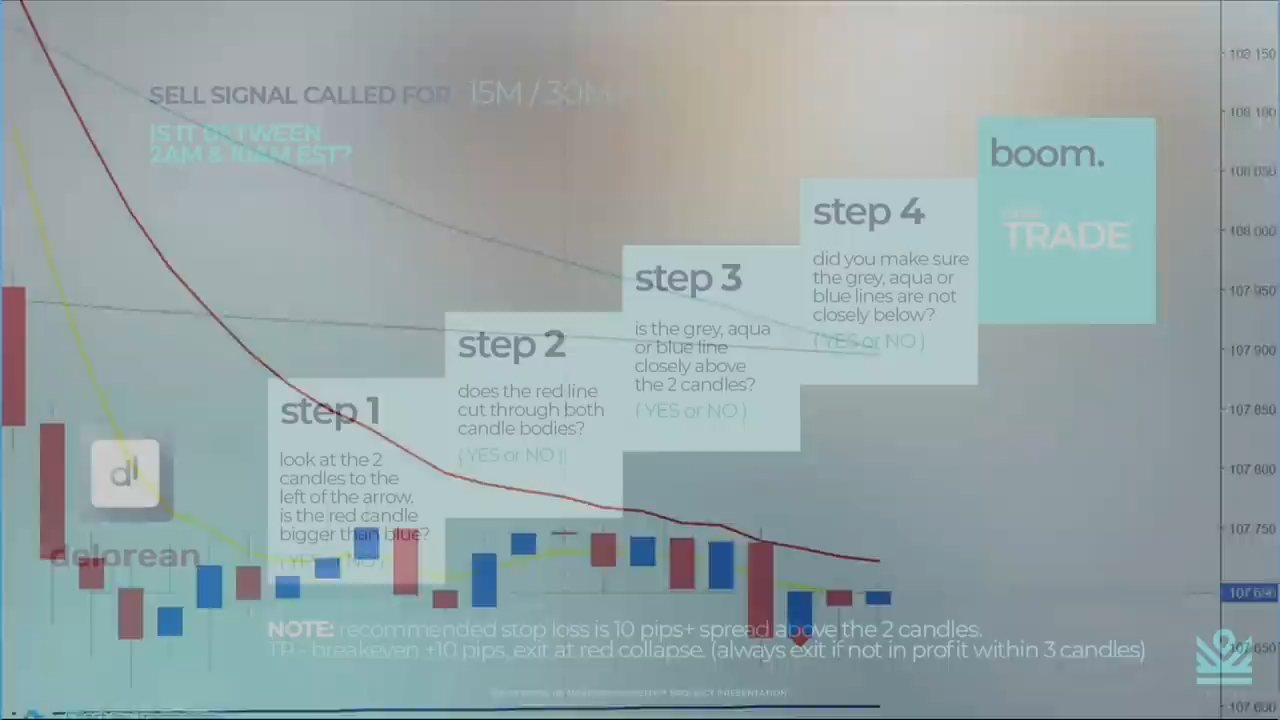 SELL SIGNAL CALLED FOR 15M / 30M
IS IT BETWEEN
2AM & 10AM EST?
boom.
TRADE
step 4
did you make sure
the grey, aqua or
blue lines are not
closely below?
( YES or NO )
step 3
is the grey, aqua
or blue line
closely above
the 2 candles?
( YES or NO )
step 2
does the red line
cut through both
candle bodies?
( YES or NO )
step 1
look at the 2
candles to the
left of the arrow.
is the red candle
bigger than blue?
(YES or NO)
dl
delorean
NOTE: recommended stop loss is 10 pips+ spread above the 2 candles.
TP - breakeven +10 pips, exit at red collapse. (always exit if not in profit within 3 candles)
108 150
108 100
108 050
108 000
107 950
107 900
107 850
107 800
107 750
107 650
107 600